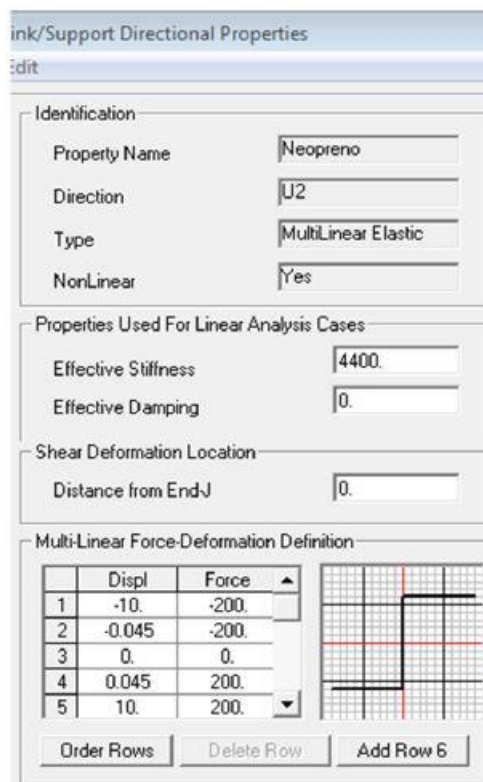 ink/Support Directional Properties
Edit
Identification
Property Name Neopreno
Direction U2
Type MultiLinear Elastic
NonLinear Yes
Properties Used For Linear Analysis Cases
Effective Stiffness 4400.
Effective Damping 0.
Shear Deformation Location
Distance from End-J 0.
Multi-Linear Force-Deformation Definition
Displ Force
1 -10. -200.
2 -0.045 -200.
3 0. 0.
4 0.045 200.
5 10. 200.
Order Rows Delete Row Add Row 6